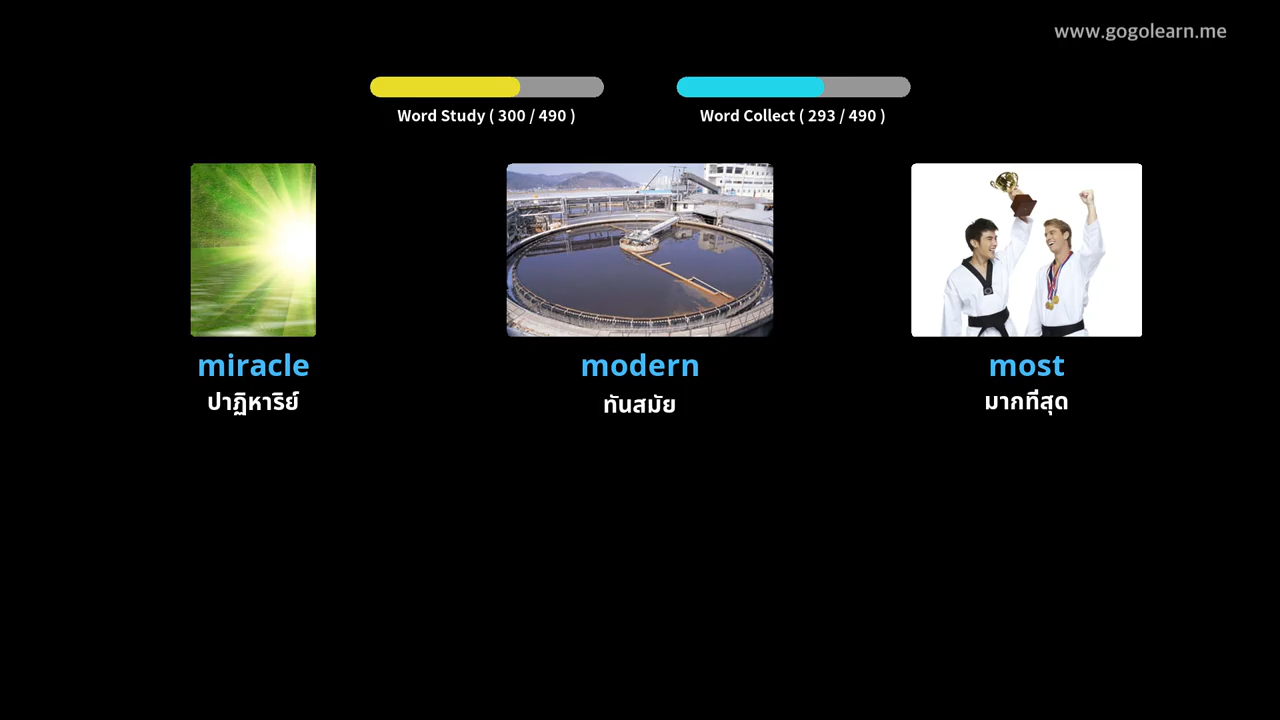 www.gogolearn.me
Word Study ( 300 / 490 )
Word Collect ( 293 / 490 )
miracle
ปาฏิหาริย์
modern
ทันสมัย
most
มากที่สุด